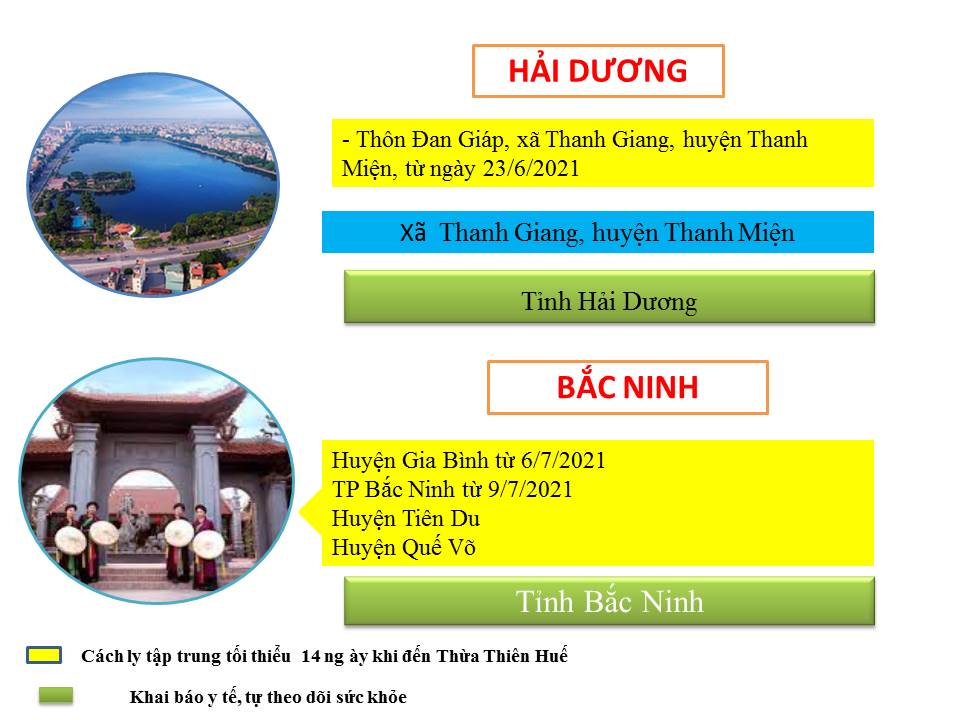 HẢI DƯƠNG
- Thôn Đan Giáp, xã Thanh Giang, huyện Thanh
Miện, từ ngày 23/6/2021
Xã Thanh Giang, huyện Thanh Miện
Tỉnh Hải Dương
BẮC NINH
Huyện Gia Bình từ 6/7/2021
TP Bắc Ninh từ 9/7/2021
Huyện Tiên Du
Huyện Quế Võ
Tỉnh Bắc Ninh
Cách ly tập trung tối thiểu 14 ng ày khi đến Thừa Thiên Huế
Khai báo y tế, tự theo dõi sức khỏe